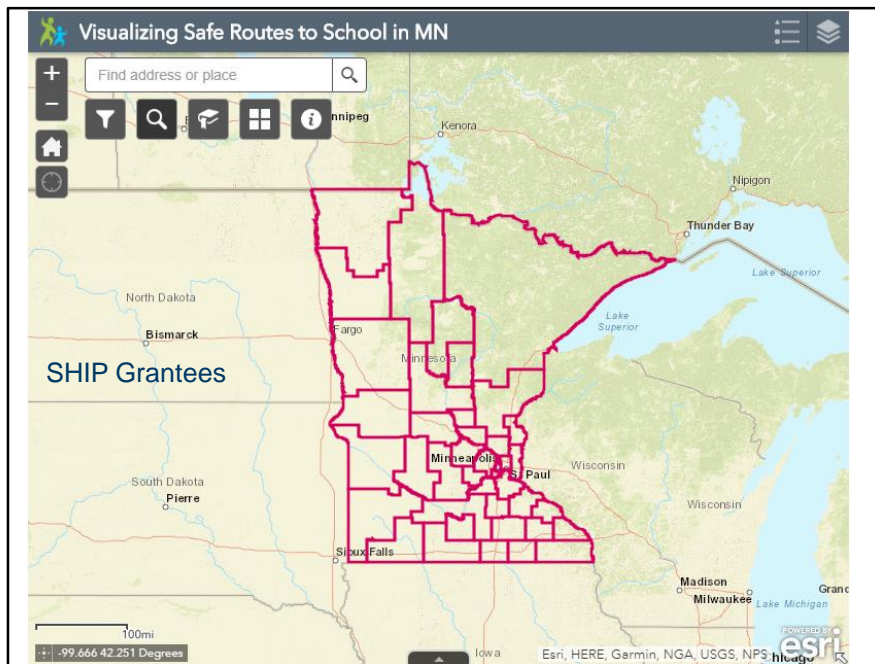 Visualizing Safe Routes to School in MN
+
Find address or place
−
nnipeg
Kenora
Nipigon
Thunder Bay
Lake Superior
North Dakota
Lake
Superior
Fargo
Bismarck
Minnesota
SHIP Grantees
Minneapolis
St Paul
Wisconsin
South Dakota
Pierre
Wisconsin
Sioux Falls
Madison
Milwaukee
Lake Michigan
Grand
100mi
POWERED BY
esri
-99.666 42.251 Degrees
Iowa
Esri, HERE, Garmin, NGA, USGS, NPS
hicago